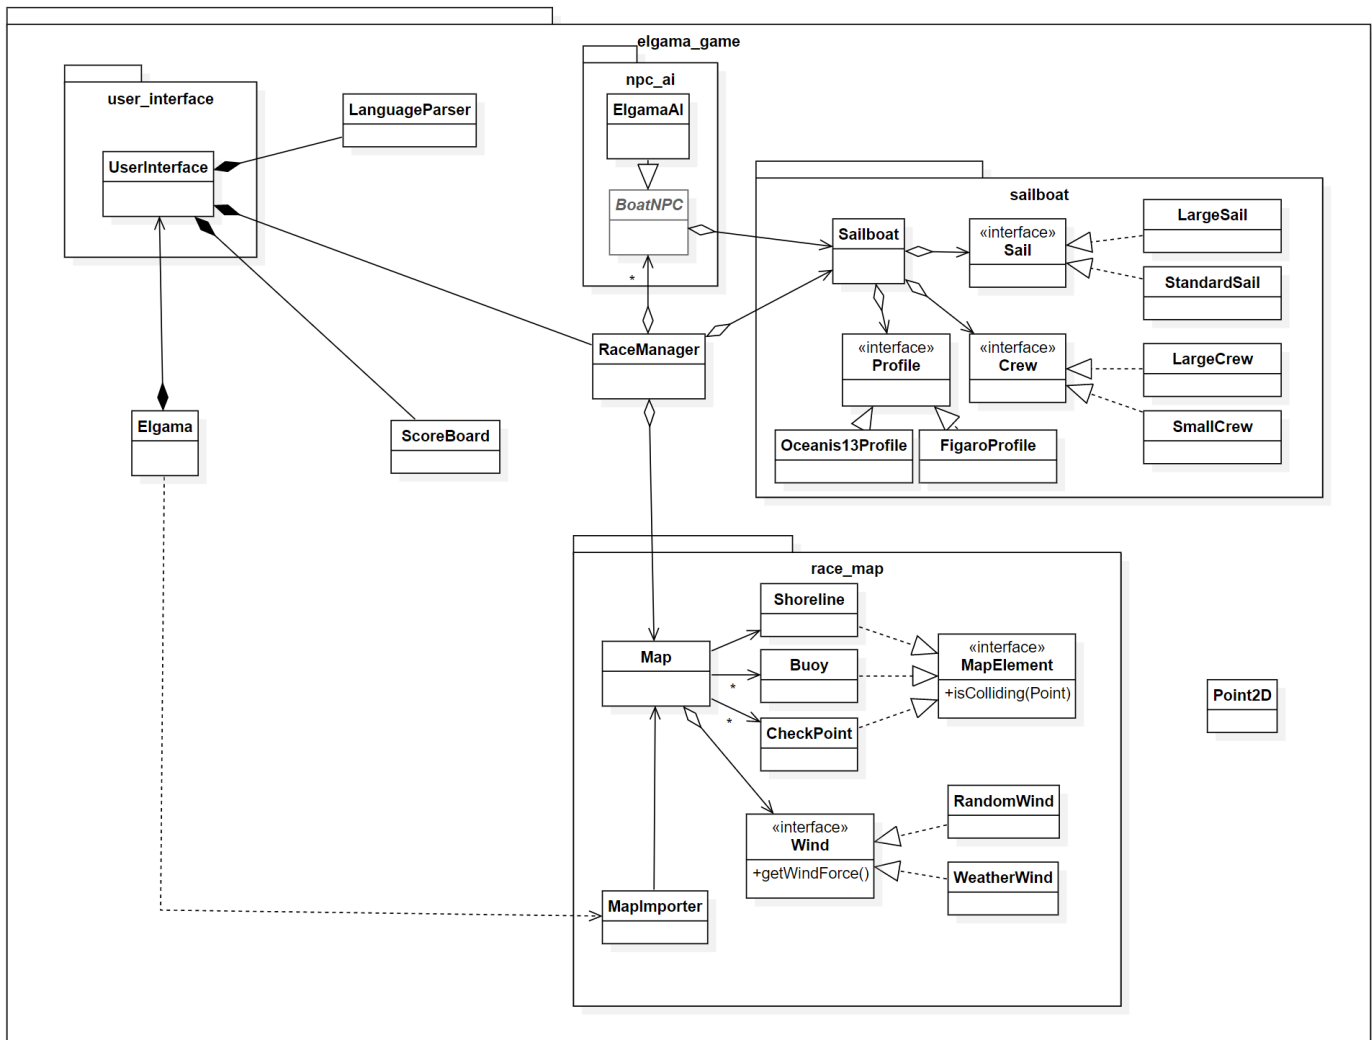 elgama_game
user_interface
UserInterface
LanguageParser
npc_ai
ElgamaAI
BoatNPC
*
RaceManager
Elgama
ScoreBoard
sailboat
Sailboat
«interface»
Sail
LargeSail
StandardSail
«interface»
Profile
«interface»
Crew
LargeCrew
SmallCrew
Oceanis13Profile
FigaroProfile
race_map
Shoreline
Map
Buoy
*
CheckPoint
*
«interface»
MapElement
+isColliding(Point)
Point2D
«interface»
Wind
+getWindForce()
RandomWind
WeatherWind
MapImporter